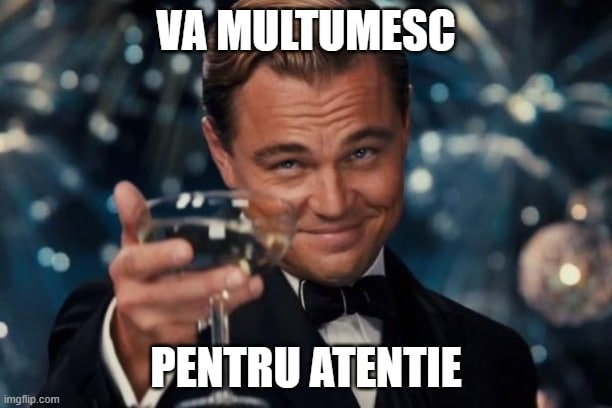 VA MULTUMESC
PENTRU ATENTIE
imgflip.com